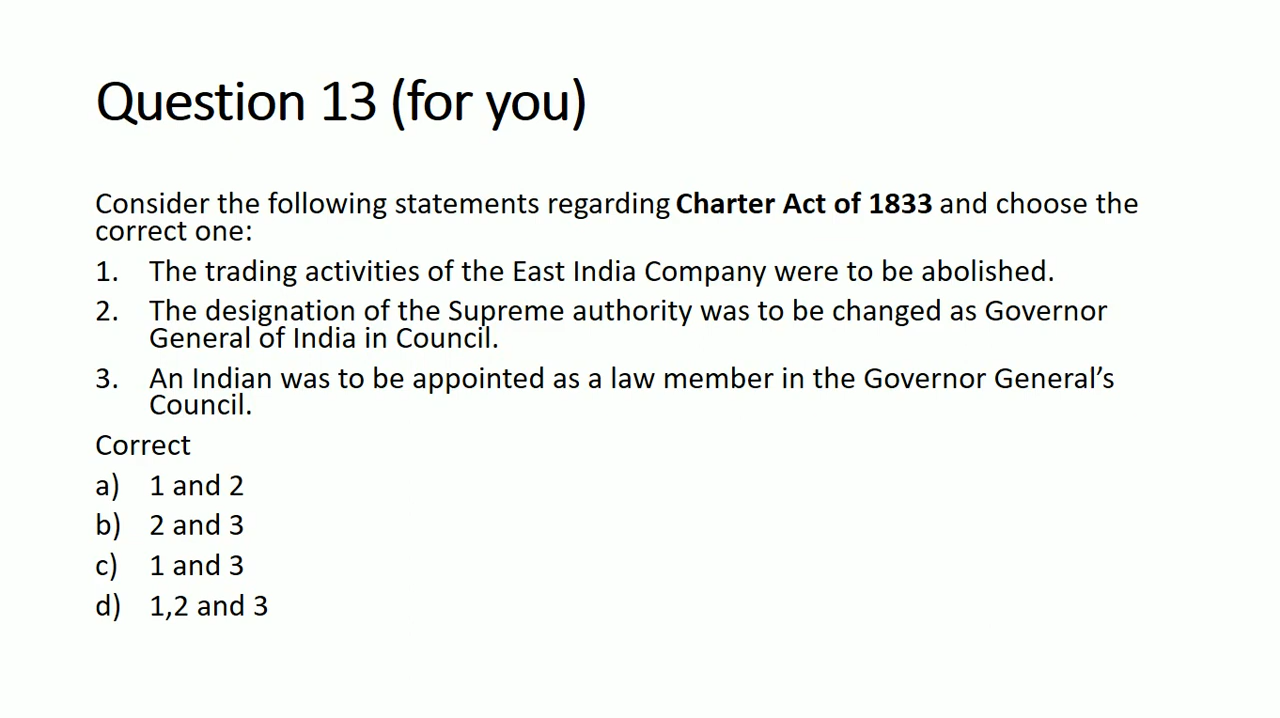 Question 13 (for you)
Consider the following statements regarding Charter Act of 1833 and choose the
correct one:
1. The trading activities of the East India Company were to be abolished.
2. The designation of the Supreme authority was to be changed as Governor
General of India in Council.
3. An Indian was to be appointed as a law member in the Governor General’s
Council.
Correct
a) 1 and 2
b) 2 and 3
c) 1 and 3
d) 1,2 and 3